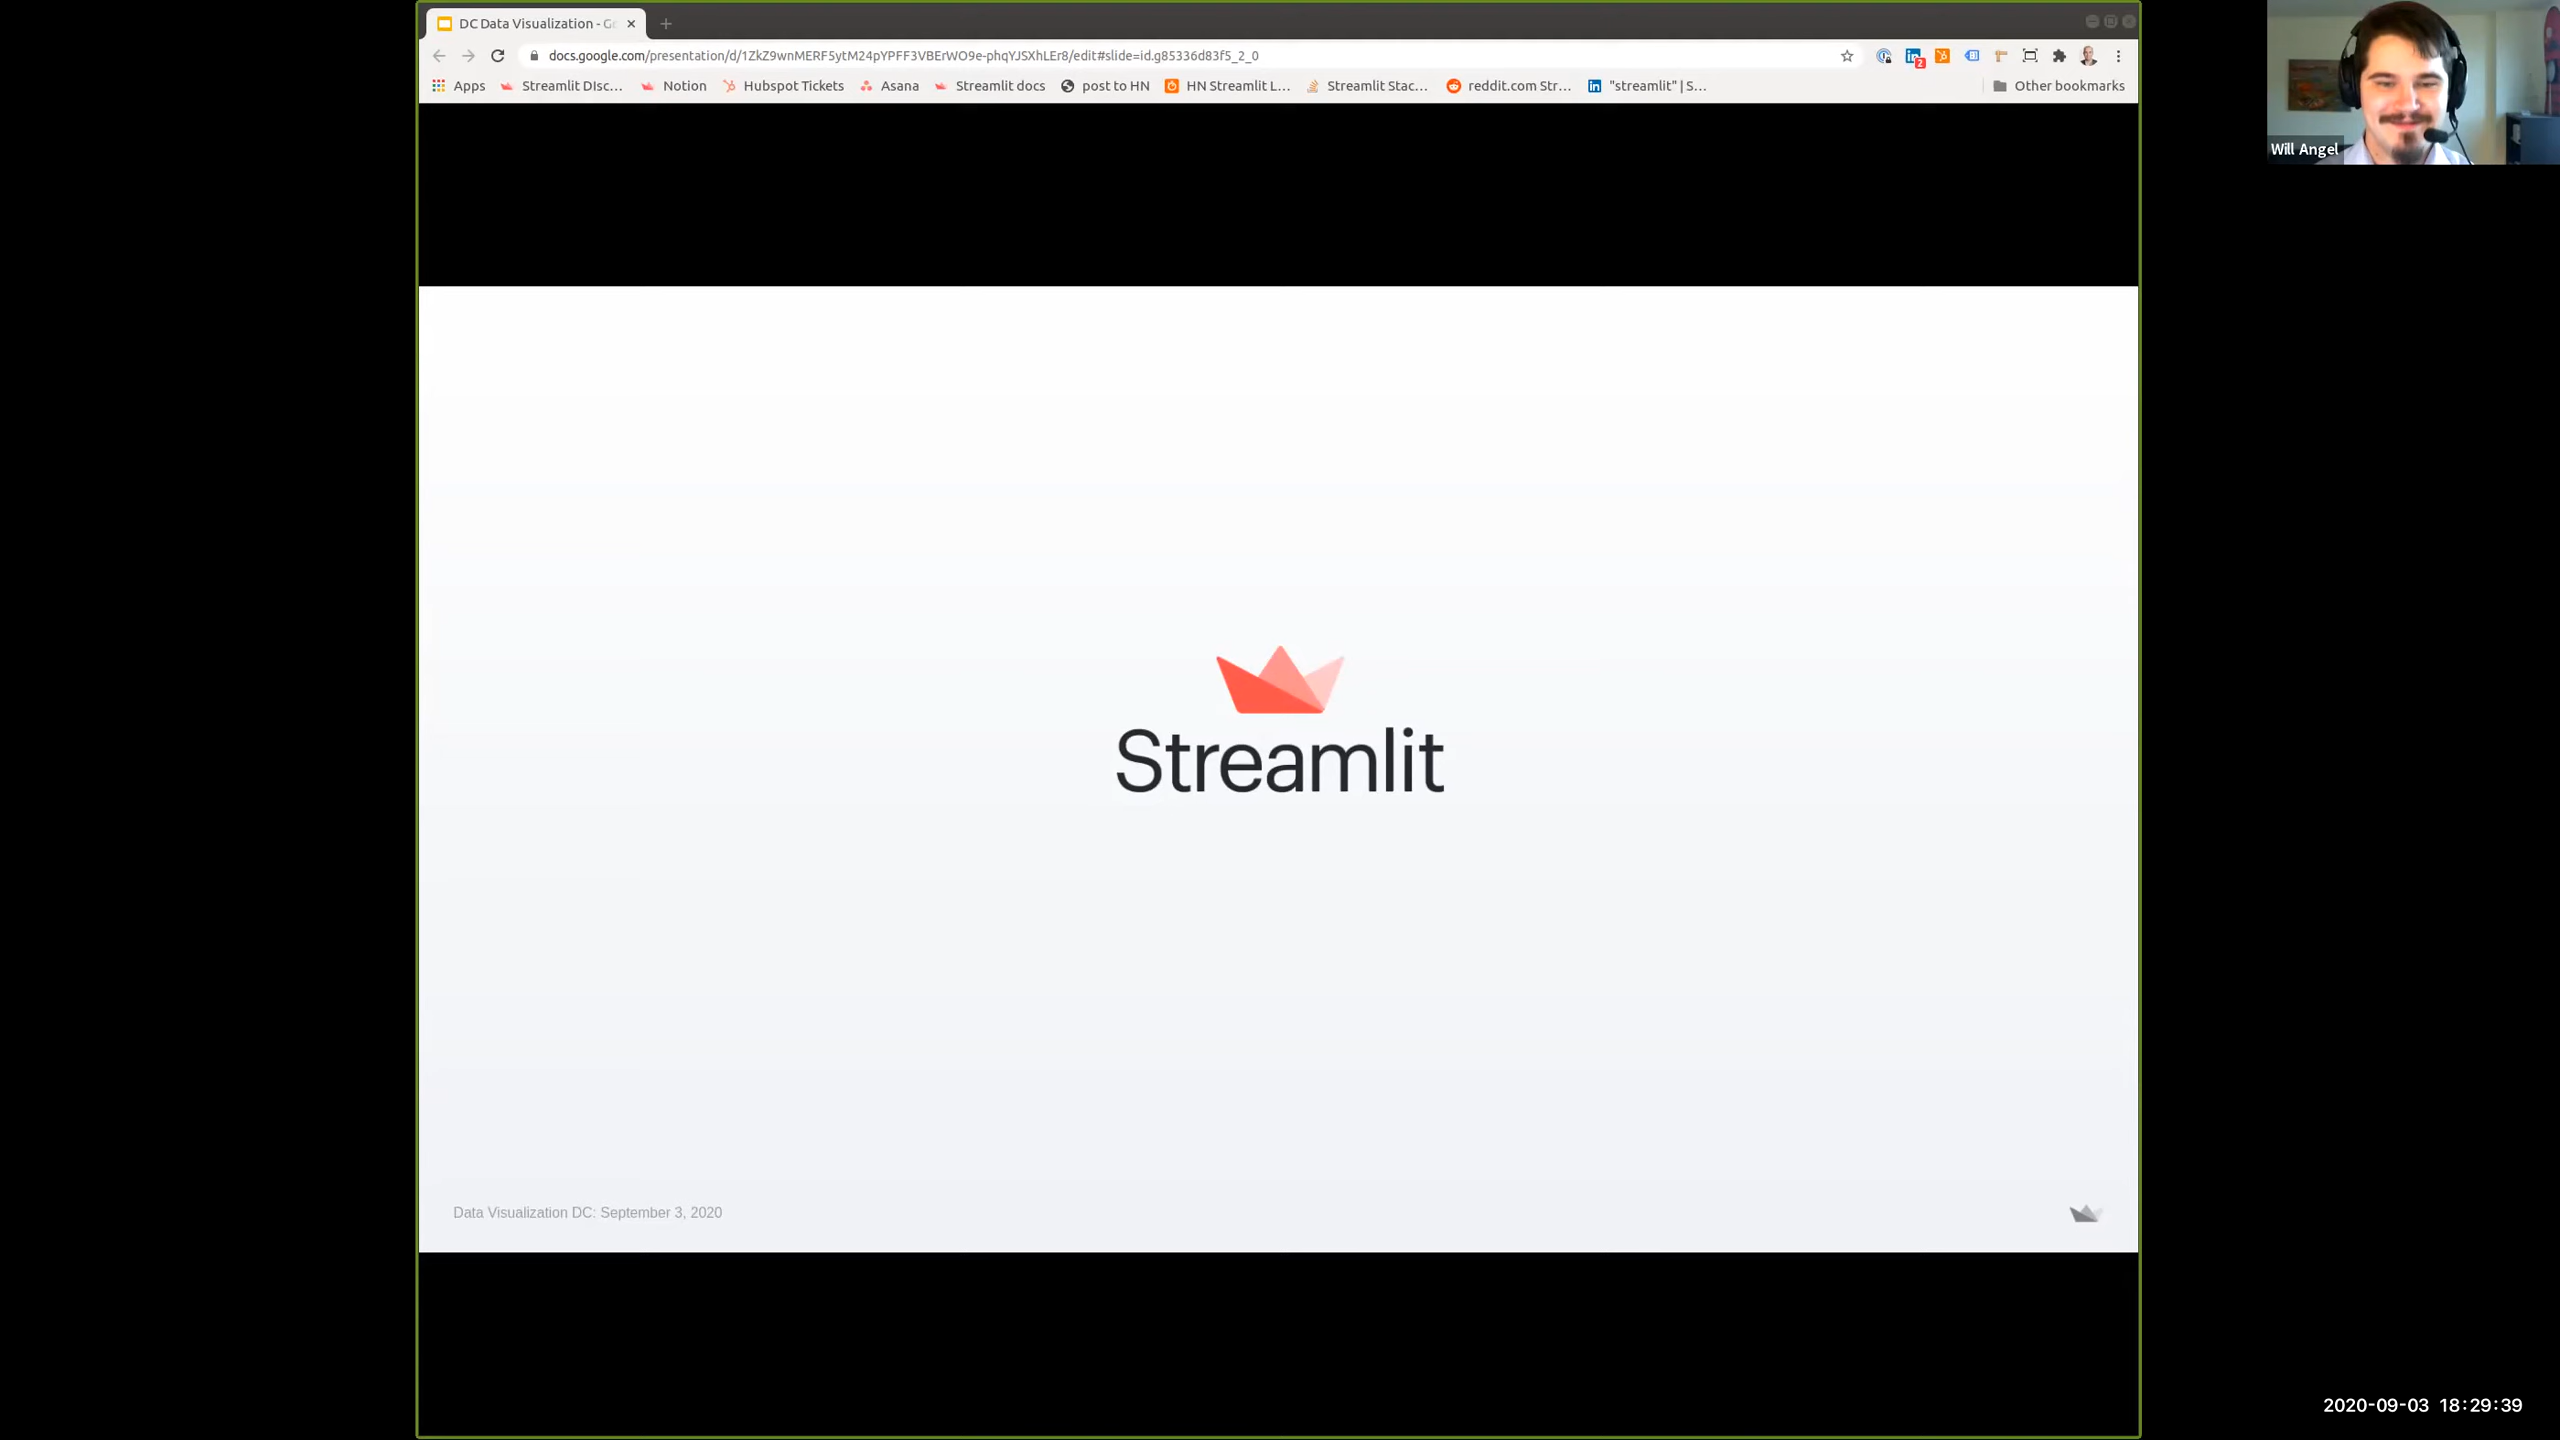 DC Data Visualization - Go
docs.google.com/presentation/d/1ZkZ9wnMERF5ytM24pYPFF3VBErWO9e-phqYJSXhLEr8/edit#slide=id.g85336d83f5_2_0
2
Apps Streamlit DIsc... Notion Hubspot Tickets Asana Streamlit docs post to HN HN Streamlit L... Streamlit Stac... reddit.com Str... "streamlit" | S... Other bookmarks
Will Angel
Streamlit
Data Visualization DC: September 3, 2020
2020-09-03 18:29:39